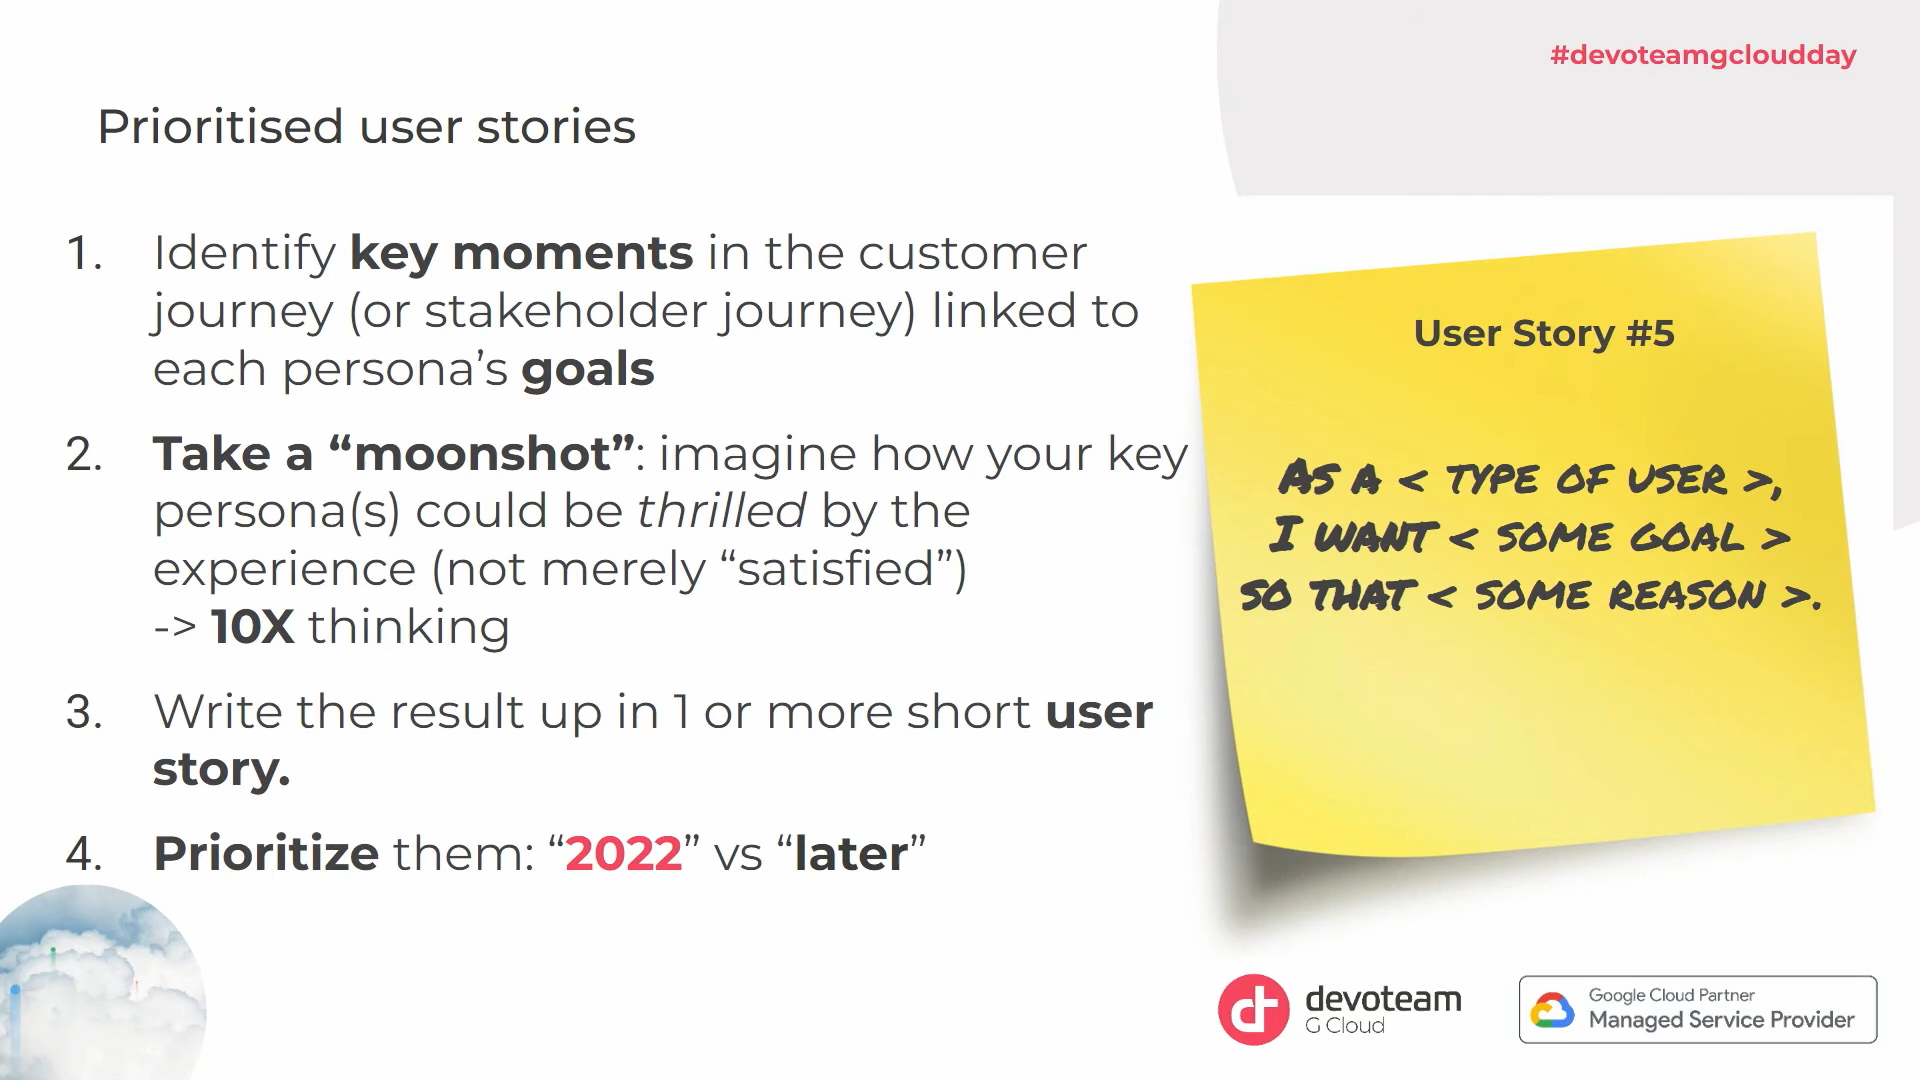 #devoteamgcloudday
Prioritised user stories
1. Identify key moments in the customer
journey (or stakeholder journey) linked to
each persona’s goals
2. Take a “moonshot”: imagine how your key
persona(s) could be thrilled by the
experience (not merely “satisfied”)
-> 10X thinking
3. Write the result up in 1 or more short user
story.
4. Prioritize them: “2022” vs “later”
User Story #5
As a < type of user >,
I want < some goal >
so that < some reason >.
devoteam
G Cloud
Google Cloud Partner
Managed Service Provider